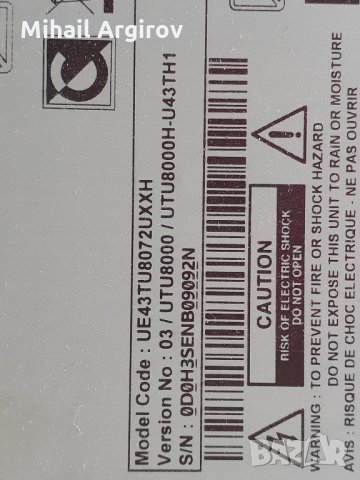 Mihail Argirov
Model Code : UE43TU8072UXXH
Version No : 03 / UTU8000 / UTU8000H-U43TH1
S/N : 0D0H3SENB09092N
CAUTION
RISK OF ELECTRIC SHOCK
DO NOT OPEN
WARNING : TO PREVENT FIRE OR SHOCK HAZARD
DO NOT EXPOSE THIS UNIT TO RAIN OR MOISTURE
AVIS : RISQUE DE CHOC ELECTRIQUE - NE PAS OUVRIR
BAZAR